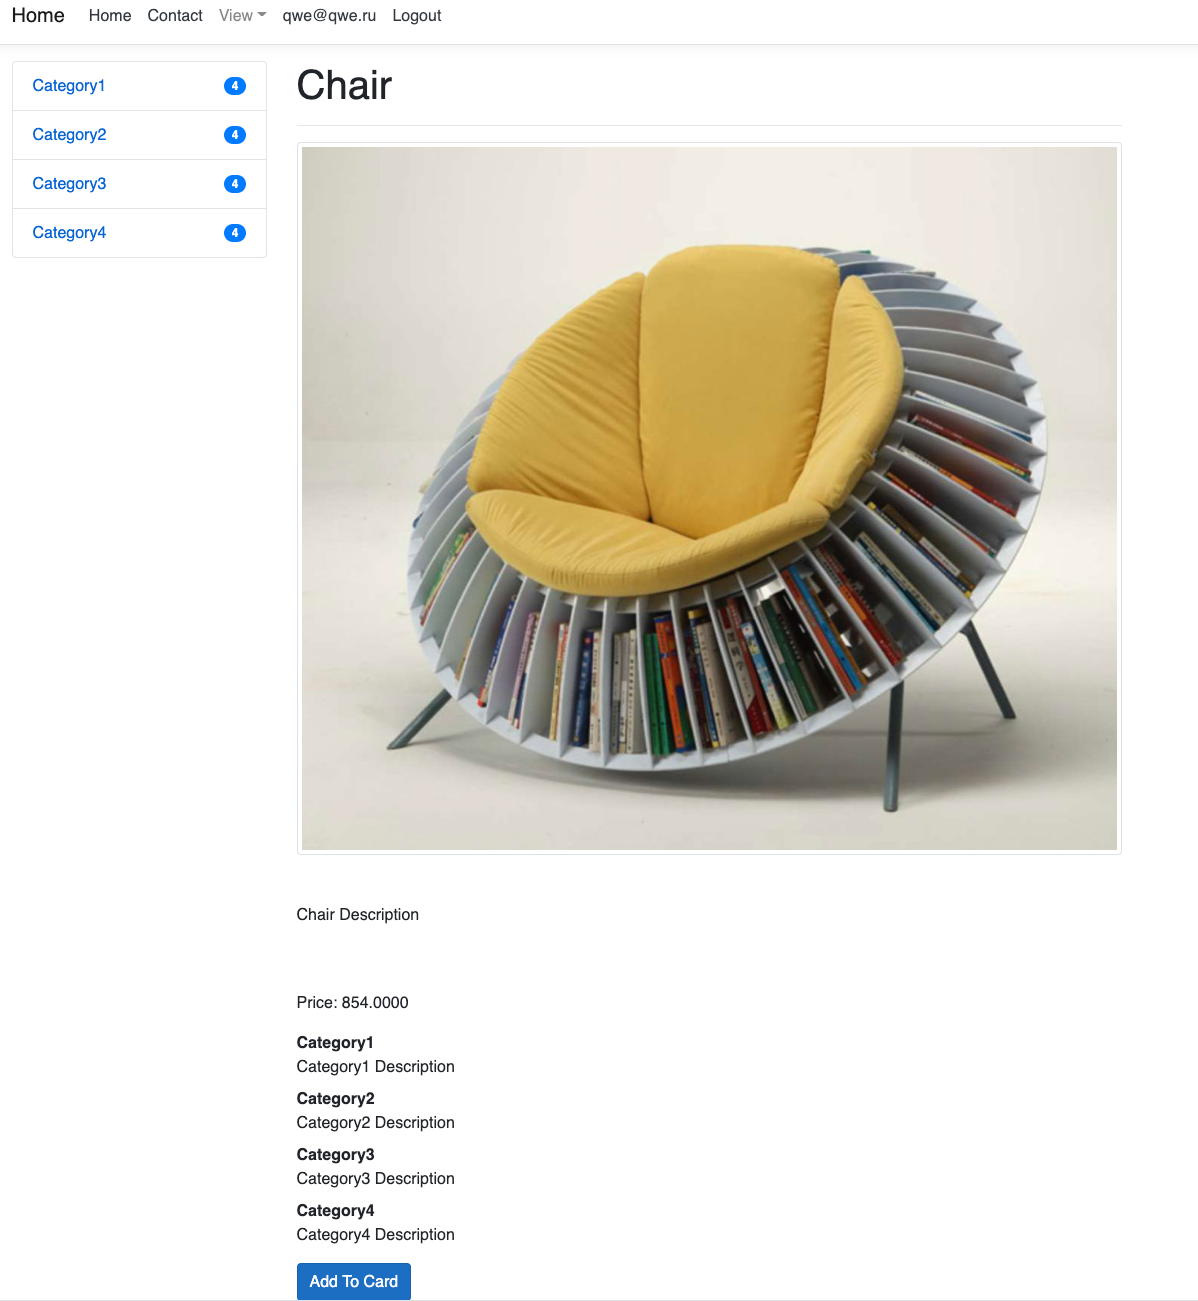 Home Home Contact View qwe@qwe.ru Logout
Category1 4
Category2 4
Category3 4
Category4 4
Chair
Chair Description
Price: 854.0000
Category1
Category1 Description
Category2
Category2 Description
Category3
Category3 Description
Category4
Category4 Description
Add To Card